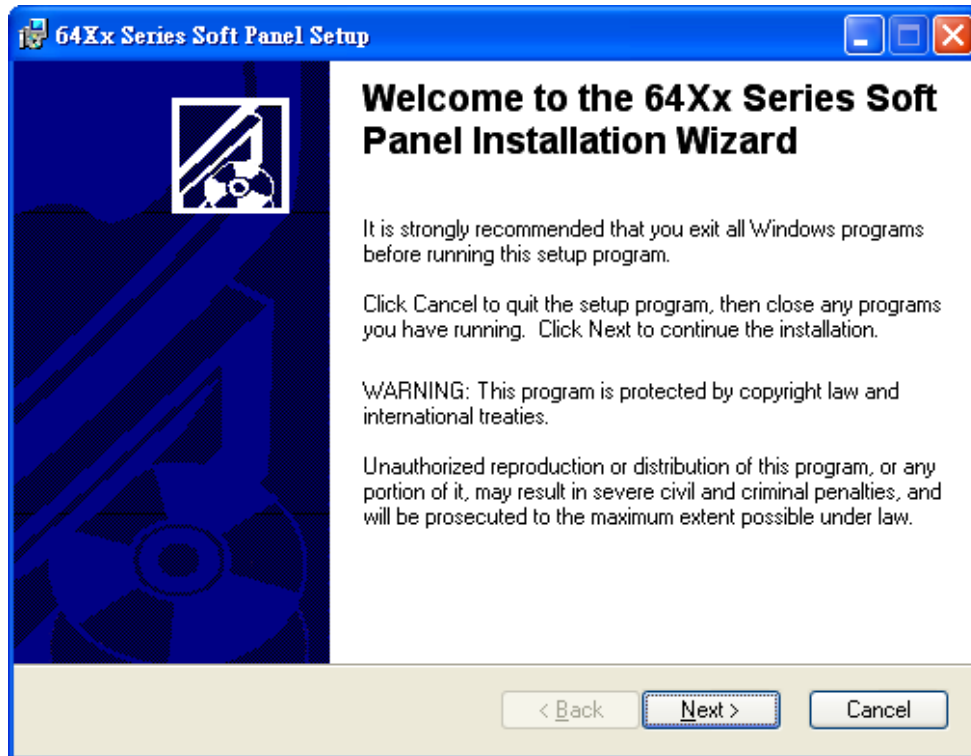 64Xx Series Soft Panel Setup
Welcome to the 64Xx Series Soft
Panel Installation Wizard
It is strongly recommended that you exit all Windows programs
before running this setup program.
Click Cancel to quit the setup program, then close any programs
you have running.  Click Next to continue the installation.
WARNING: This program is protected by copyright law and
international treaties.
Unauthorized reproduction or distribution of this program, or any
portion of it, may result in severe civil and criminal penalties, and
will be prosecuted to the maximum extent possible under law.
< Back
Next >
Cancel